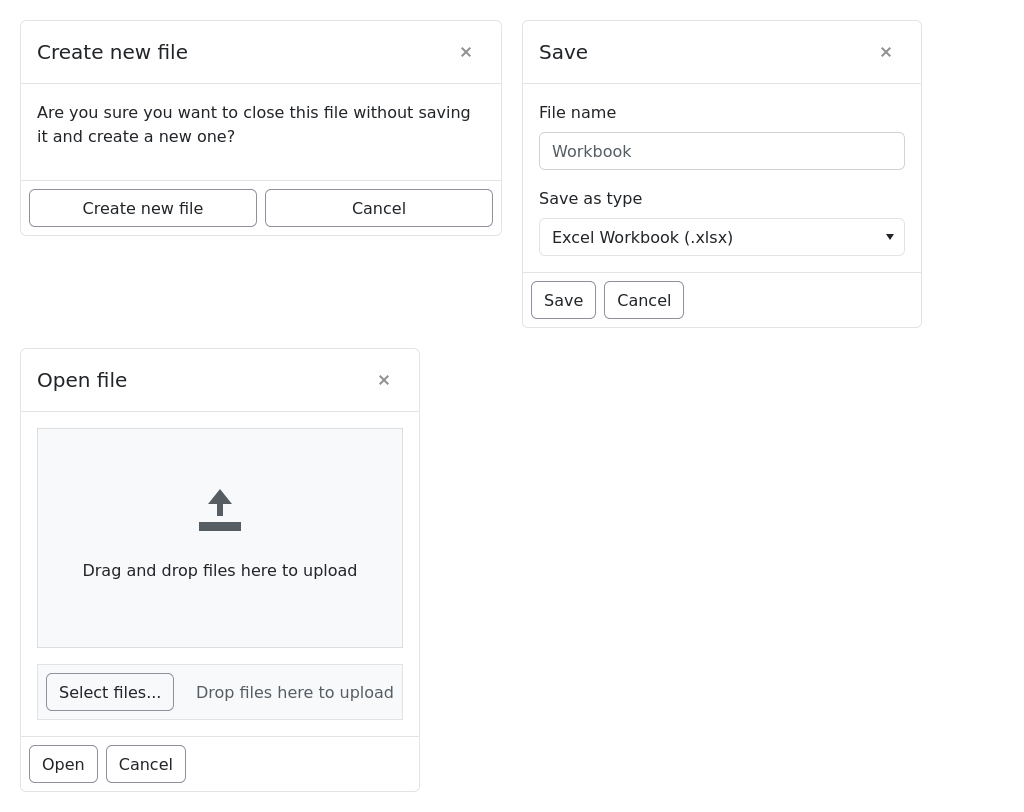 Create new file
Are you sure you want to close this file without saving
it and create a new one?
Create new file
Cancel
Save
File name
Workbook
Save as type
Excel Workbook (.xlsx)
Save
Cancel
Open file
Drag and drop files here to upload
Select files...
Drop files here to upload
Open
Cancel